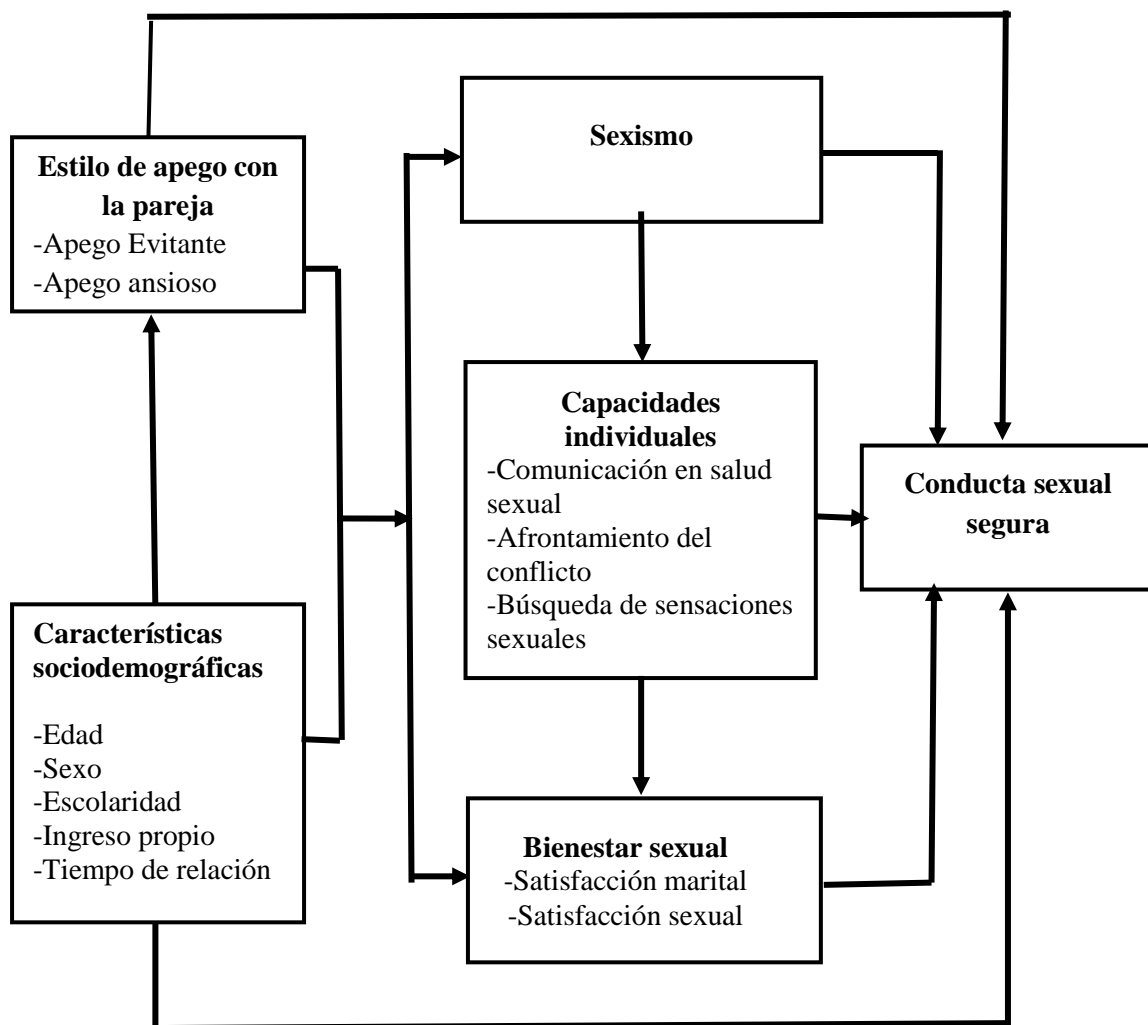 Sexismo
Estilo de apego con
la pareja
-Apego Evitante
-Apego ansioso
Capacidades
individuales
-Comunicación en salud
sexual
-Afrontamiento del
conflicto
-Búsqueda de sensaciones
sexuales
Conducta sexual
segura
Características
sociodemográficas
-Edad
-Sexo
-Escolaridad
-Ingreso propio
-Tiempo de relación
Bienestar sexual
-Satisfacción marital
-Satisfacción sexual